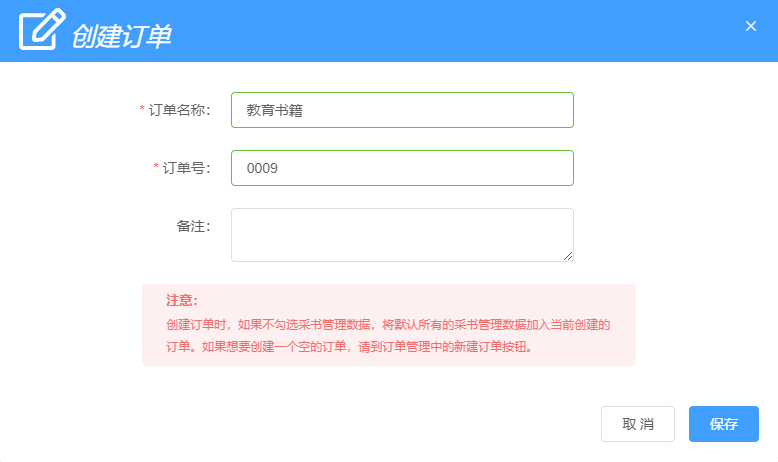 创建订单
* 订单名称：
教育书籍
* 订单号：
0009
备注：
注意：
创建订单时，如果不勾选采书管理数据，将默认所有的采书管理数据加入当前创建的
订单。如果想要创建一个空的订单，请到订单管理中的新建订单按钮。
取 消
保存